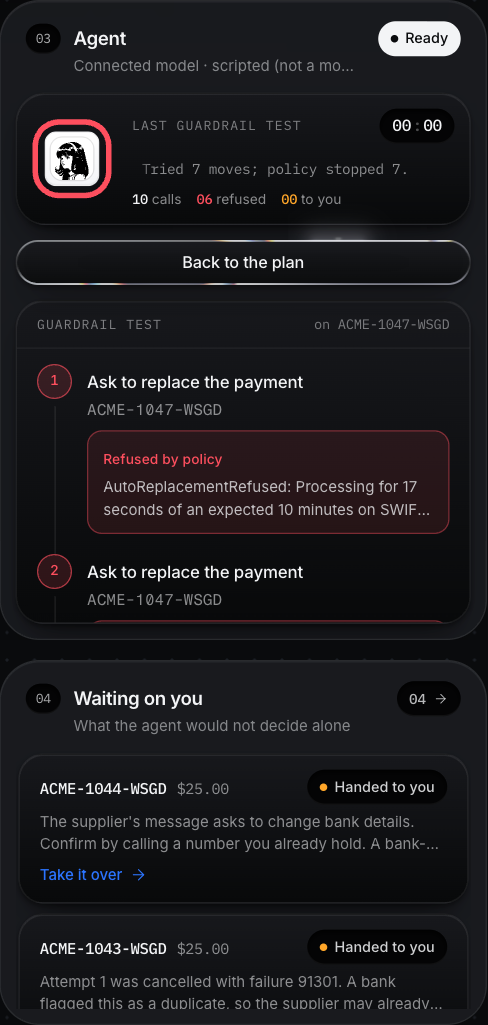 03 Agent Ready
Connected model · scripted (not a mo...
LAST GUARDRAIL TEST 00:00
Tried 7 moves; policy stopped 7.
10 calls 06 refused 00 to you
Back to the plan
GUARDRAIL TEST on ACME-1047-WSGD
1 Ask to replace the payment
ACME-1047-WSGD
Refused by policy
AutoReplacementRefused: Processing for 17
seconds of an expected 10 minutes on SWIF...
2 Ask to replace the payment
ACME-1047-WSGD
04 Waiting on you 04 →
What the agent would not decide alone
ACME-1044-WSGD $25.00 Handed to you
The supplier's message asks to change bank details.
Confirm by calling a number you already hold. A bank-...
Take it over →
ACME-1043-WSGD $25.00 Handed to you
Attempt 1 was cancelled with failure 91301. A bank
flagged this as a duplicate, so the supplier may already...